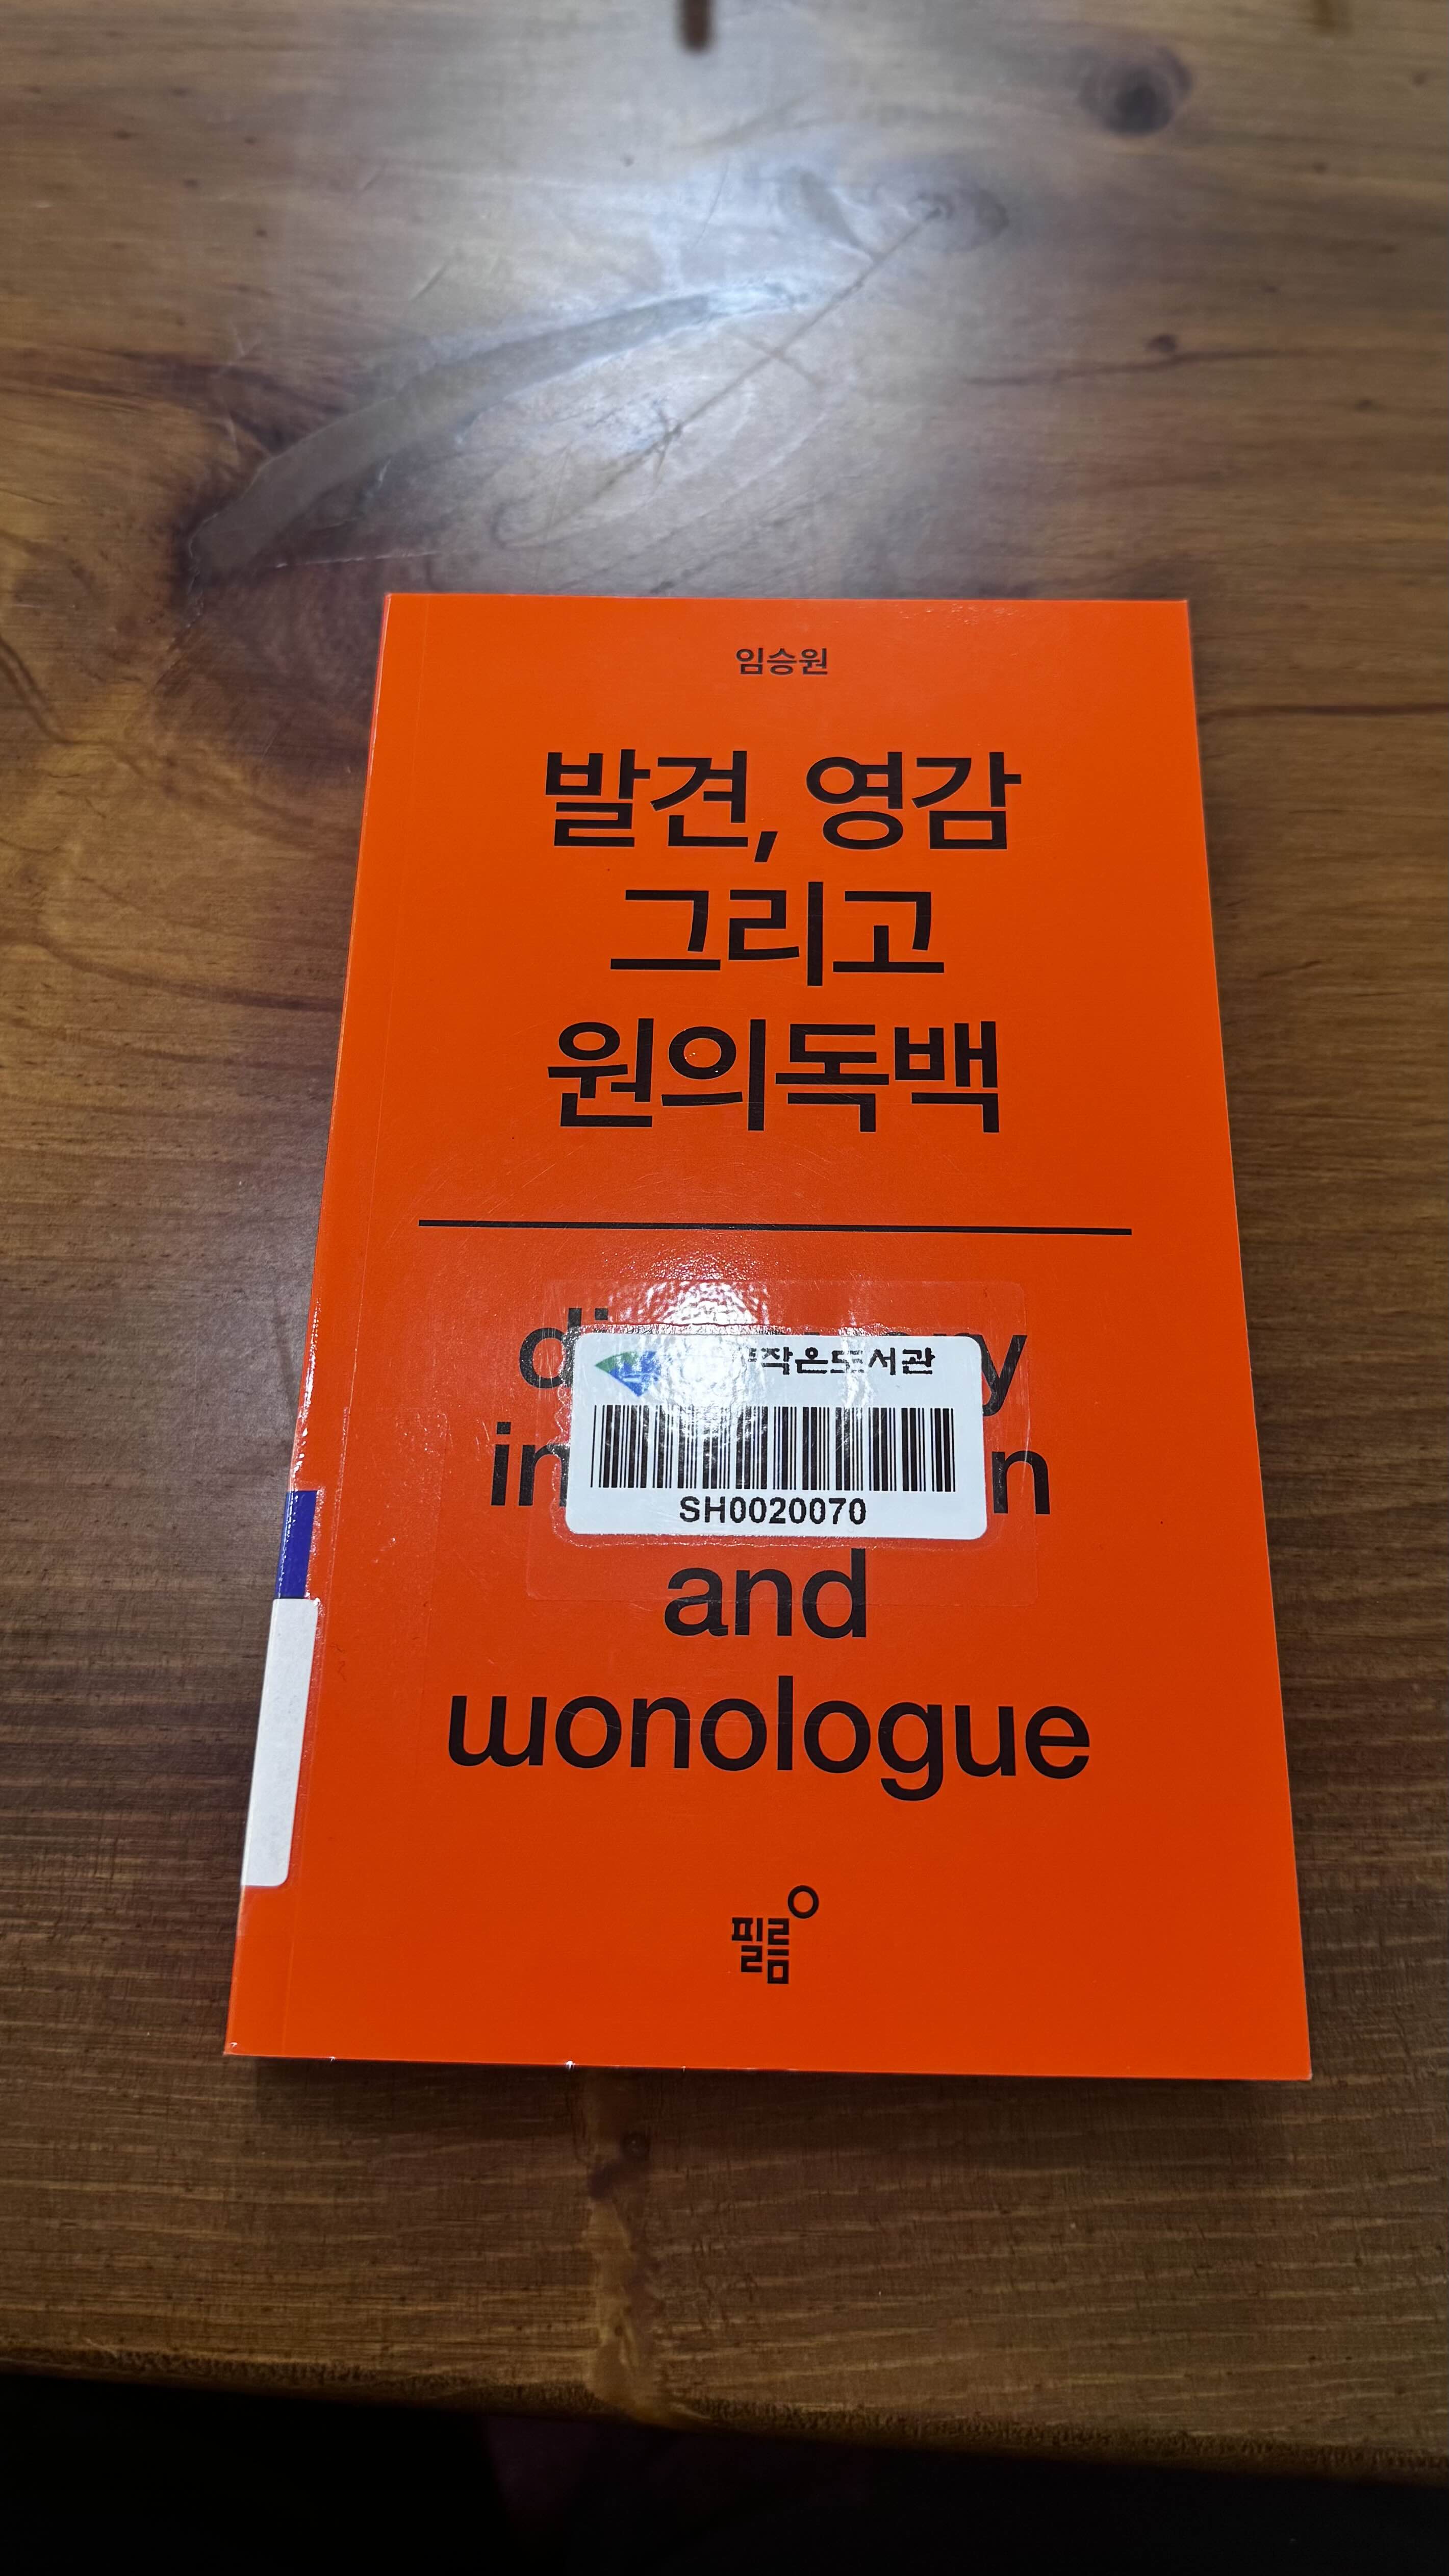 임승원
발견, 영감
그리고
원의독백
작은도서관
SH0020070
and
wonologue
필름